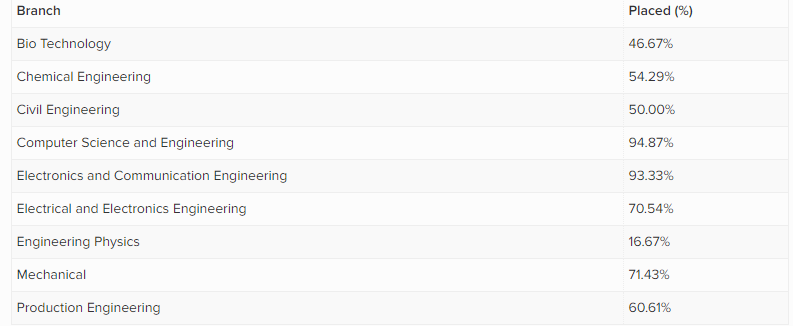 Branch Placed (%)
Bio Technology 46.67%
Chemical Engineering 54.29%
Civil Engineering 50.00%
Computer Science and Engineering 94.87%
Electronics and Communication Engineering 93.33%
Electrical and Electronics Engineering 70.54%
Engineering Physics 16.67%
Mechanical 71.43%
Production Engineering 60.61%